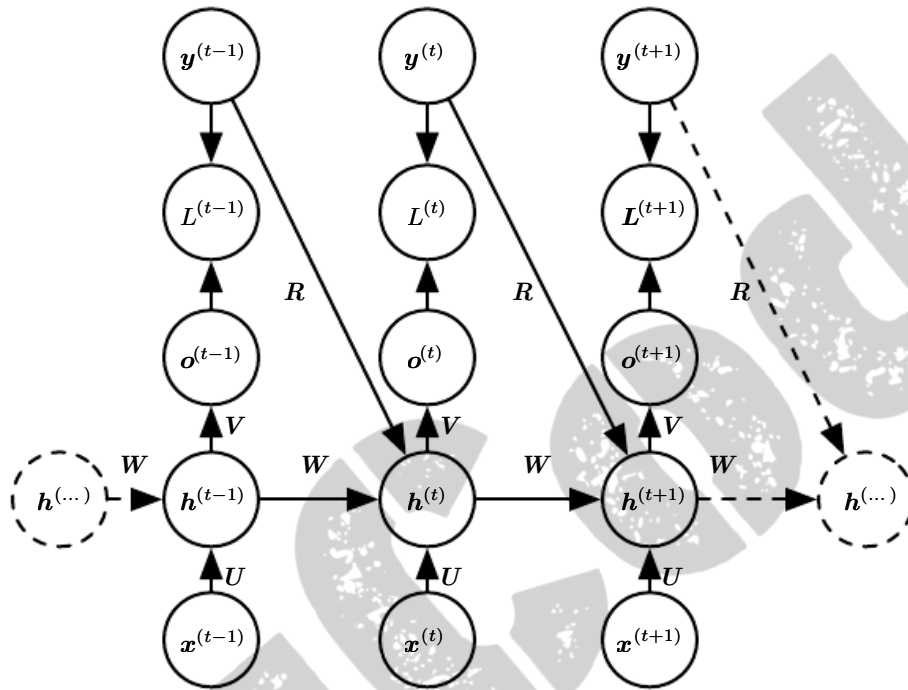 y^(t−1) y^(t) y^(t+1)
L^(t−1) L^(t) L^(t+1)
R R R
o^(t−1) o^(t) o^(t+1)
V V V
W W W W
h^(...) h^(t−1) h^(t) h^(t+1) h^(...)
U U U
x^(t−1) x^(t) x^(t+1)